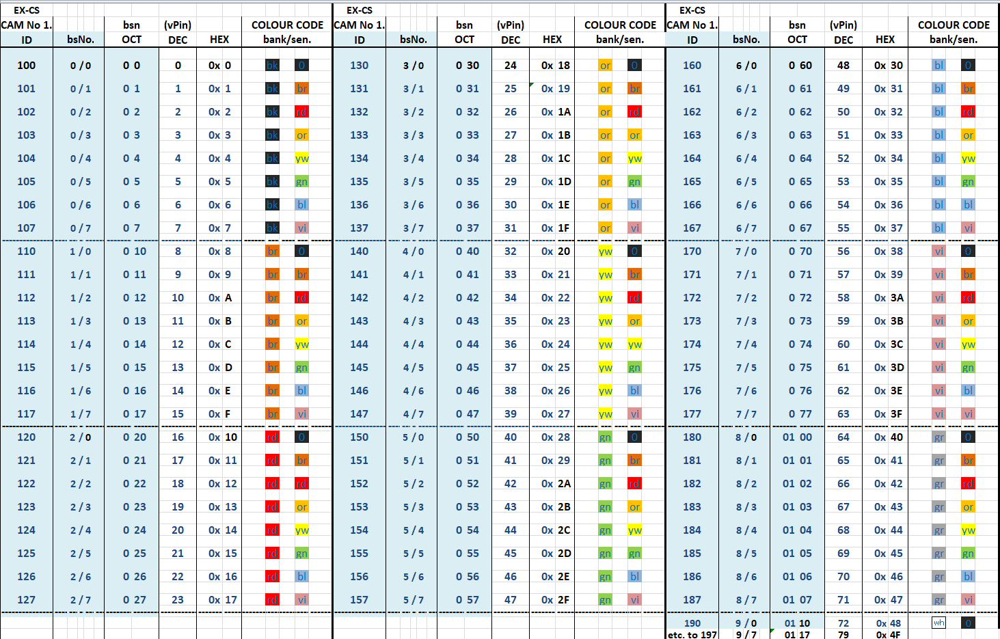 EX-CS EX-CS EX-CS
CAM No 1. bsn (vPin) COLOUR CODE CAM No 1. bsn (vPin) COLOUR CODE CAM No 1. bsn (vPin) COLOUR CODE
ID bsNo. OCT DEC HEX bank/sen. ID bsNo. OCT DEC HEX bank/sen. ID bsNo. OCT DEC HEX bank/sen.
100 0 / 0 0 0 0 0x 0 bk 0 130 3 / 0 0 30 24 0x 18 or 0 160 6 / 0 0 60 48 0x 30 bl 0
101 0 / 1 0 1 1 0x 1 bk br 131 3 / 1 0 31 25 0x 19 or br 161 6 / 1 0 61 49 0x 31 bl br
102 0 / 2 0 2 2 0x 2 bk rd 132 3 / 2 0 32 26 0x 1A or rd 162 6 / 2 0 62 50 0x 32 bl rd
103 0 / 3 0 3 3 0x 3 bk or 133 3 / 3 0 33 27 0x 1B or or 163 6 / 3 0 63 51 0x 33 bl or
104 0 / 4 0 4 4 0x 4 bk yw 134 3 / 4 0 34 28 0x 1C or yw 164 6 / 4 0 64 52 0x 34 bl yw
105 0 / 5 0 5 5 0x 5 bk gn 135 3 / 5 0 35 29 0x 1D or gn 165 6 / 5 0 65 53 0x 35 bl gn
106 0 / 6 0 6 6 0x 6 bk bl 136 3 / 6 0 36 30 0x 1E or bl 166 6 / 6 0 66 54 0x 36 bl bl
107 0 / 7 0 7 7 0x 7 bk vi 137 3 / 7 0 37 31 0x 1F or vi 167 6 / 7 0 67 55 0x 37 bl vi
110 1 / 0 0 10 8 0x 8 br 0 140 4 / 0 0 40 32 0x 20 yw 0 170 7 / 0 0 70 56 0x 38 vi 0
111 1 / 1 0 11 9 0x 9 br br 141 4 / 1 0 41 33 0x 21 yw br 171 7 / 1 0 71 57 0x 39 vi br
112 1 / 2 0 12 10 0x A br rd 142 4 / 2 0 42 34 0x 22 yw rd 172 7 / 2 0 72 58 0x 3A vi rd
113 1 / 3 0 13 11 0x B br or 143 4 / 3 0 43 35 0x 23 yw or 173 7 / 3 0 73 59 0x 3B vi or
114 1 / 4 0 14 12 0x C br yw 144 4 / 4 0 44 36 0x 24 yw yw 174 7 / 4 0 74 60 0x 3C vi yw
115 1 / 5 0 15 13 0x D br gn 145 4 / 5 0 45 37 0x 25 yw gn 175 7 / 5 0 75 61 0x 3D vi gn
116 1 / 6 0 16 14 0x E br bl 146 4 / 6 0 46 38 0x 26 yw bl 176 7 / 6 0 76 62 0x 3E vi bl
117 1 / 7 0 17 15 0x F br vi 147 4 / 7 0 47 39 0x 27 yw vi 177 7 / 7 0 77 63 0x 3F vi vi
120 2 / 0 0 20 16 0x 10 rd 0 150 5 / 0 0 50 40 0x 28 gn 0 180 8 / 0 01 00 64 0x 40 gr 0
121 2 / 1 0 21 17 0x 11 rd br 151 5 / 1 0 51 41 0x 29 gn br 181 8 / 1 01 01 65 0x 41 gr br
122 2 / 2 0 22 18 0x 12 rd rd 152 5 / 2 0 52 42 0x 2A gn rd 182 8 / 2 01 02 66 0x 42 gr rd
123 2 / 3 0 23 19 0x 13 rd or 153 5 / 3 0 53 43 0x 2B gn or 183 8 / 3 01 03 67 0x 43 gr or
124 2 / 4 0 24 20 0x 14 rd yw 154 5 / 4 0 54 44 0x 2C gn yw 184 8 / 4 01 04 68 0x 44 gr yw
125 2 / 5 0 25 21 0x 15 rd gn 155 5 / 5 0 55 45 0x 2D gn gn 185 8 / 5 01 05 69 0x 45 gr gn
126 2 / 6 0 26 22 0x 16 rd bl 156 5 / 6 0 56 46 0x 2E gn bl 186 8 / 6 01 06 70 0x 46 gr bl
127 2 / 7 0 27 23 0x 17 rd vi 157 5 / 7 0 57 47 0x 2F gn vi 187 8 / 7 01 07 71 0x 47 gr vi
190 9 / 0 01 10 72 0x 48 wh 0
etc. to 197 9 / 7 01 17 79 0x 4F